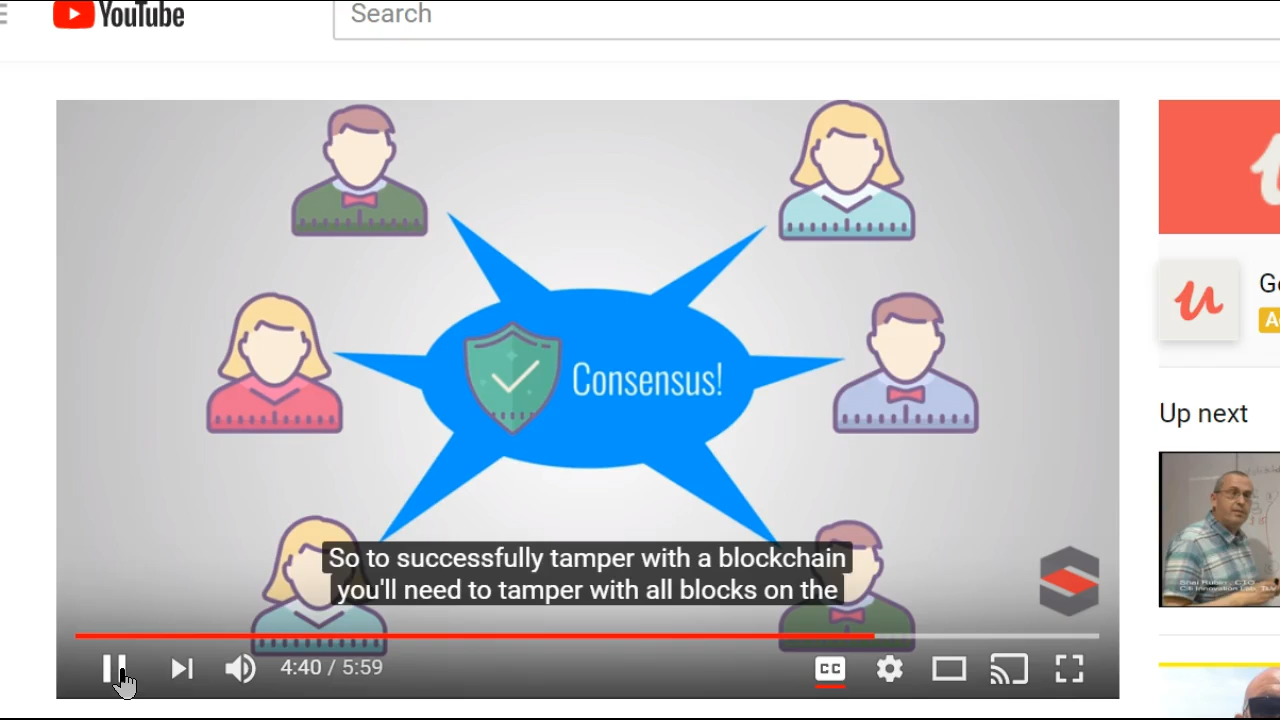 YouTube
Search
Consensus!
So to successfully tamper with a blockchain
you'll need to tamper with all blocks on the
4:40 / 5:59
CC
Up next